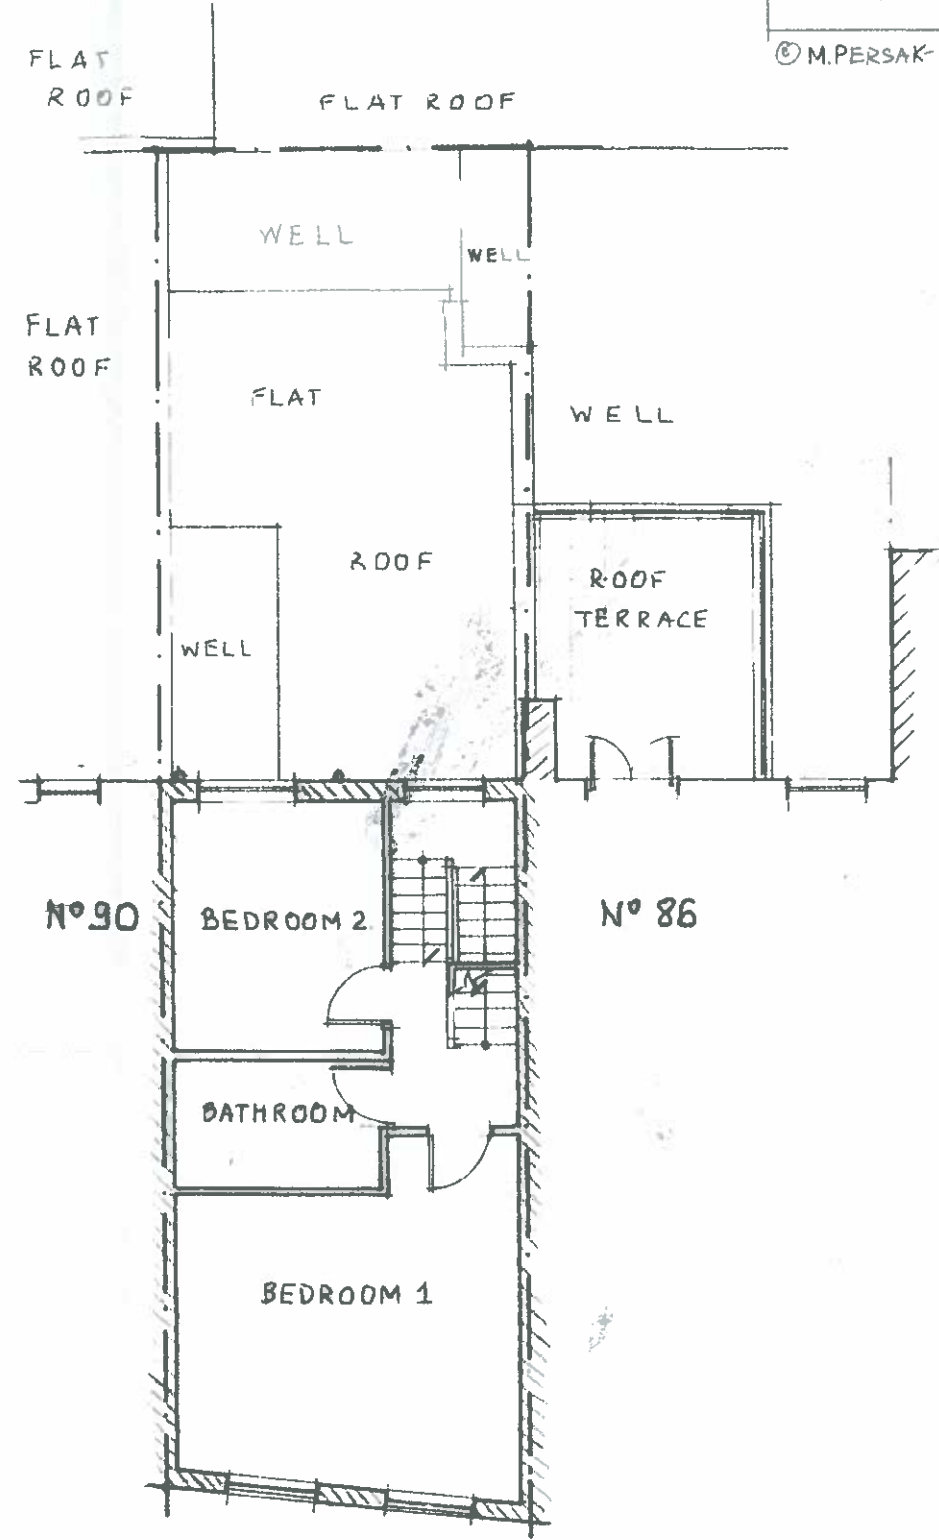 © M.PERSAK-
FLAT
ROOF
FLAT ROOF
WELL
WELL
FLAT
ROOF
FLAT
WELL
ROOF
ROOF
TERRACE
WELL
Nº 90
BEDROOM 2
Nº 86
BATHROOM
BEDROOM 1